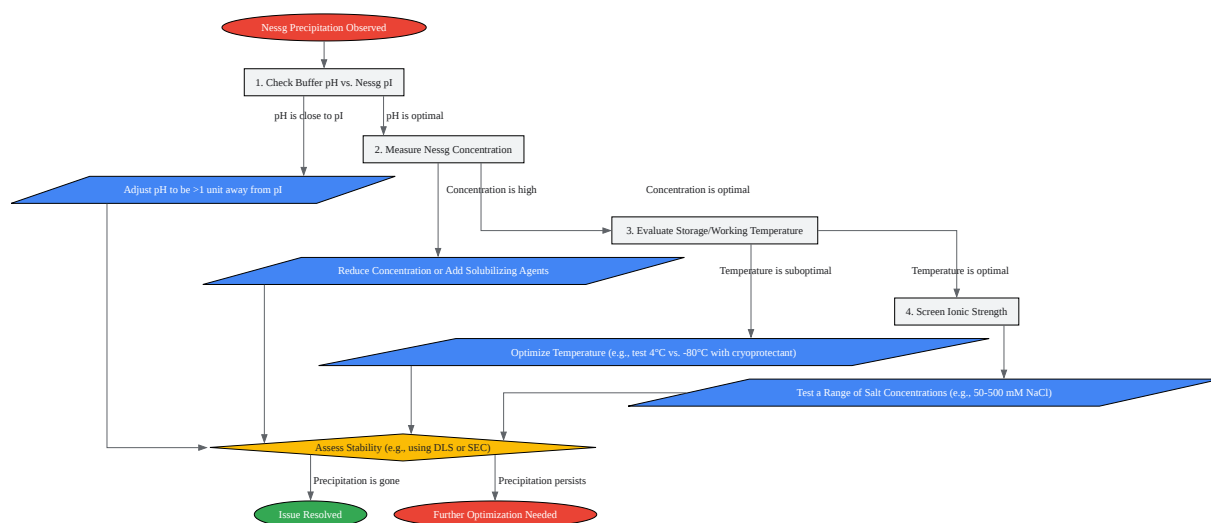 Nessg Precipitation Observed
1. Check Buffer pH vs. Nessg pI
pH is close to pI
pH is optimal
2. Measure Nessg Concentration
Adjust pH to be >1 unit away from pI
Concentration is high
Concentration is optimal
3. Evaluate Storage/Working Temperature
Reduce Concentration or Add Solubilizing Agents
Temperature is suboptimal
Temperature is optimal
4. Screen Ionic Strength
Optimize Temperature (e.g., test 4°C vs. -80°C with cryoprotectant)
Test a Range of Salt Concentrations (e.g., 50-500 mM NaCl)
Assess Stability (e.g., using DLS or SEC)
Precipitation is gone
Precipitation persists
Issue Resolved
Further Optimization Needed